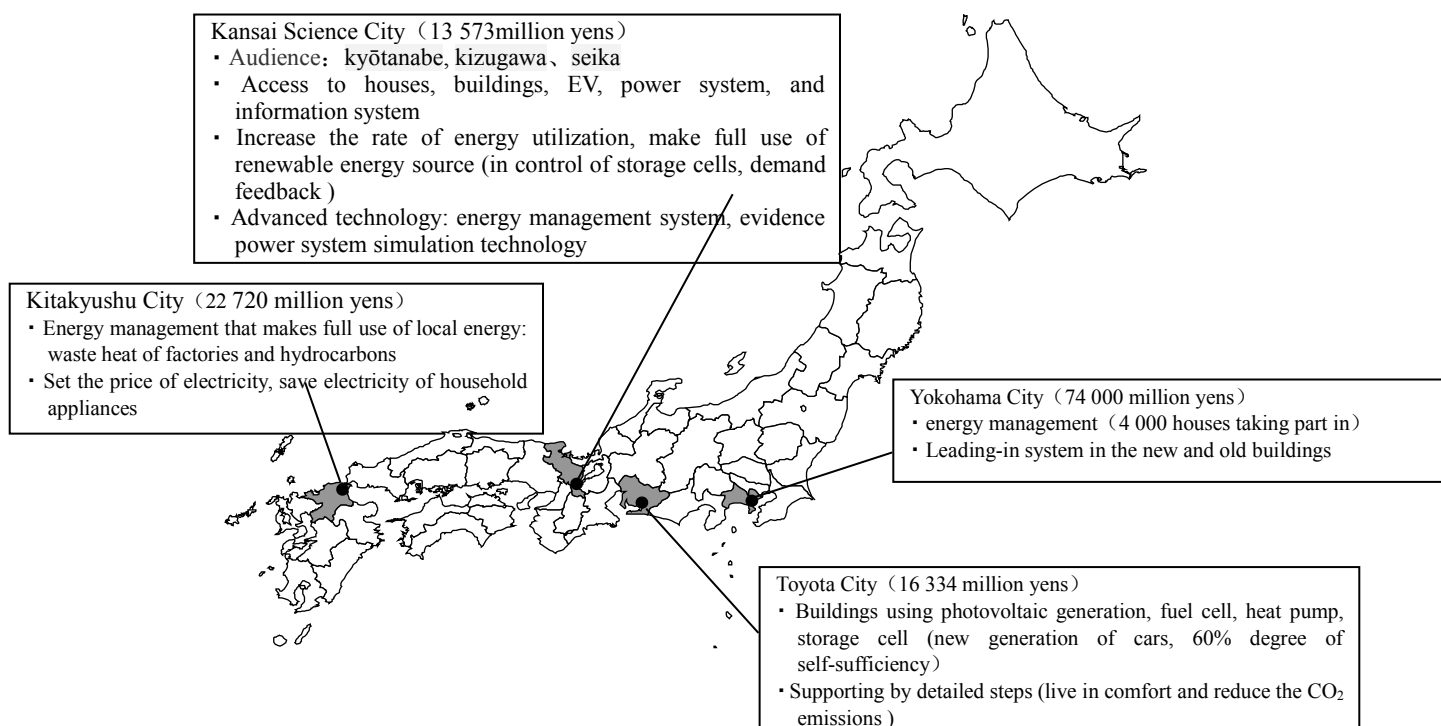 Kansai Science City（13 573million yens）
・Audience：kyōtanabe, kizugawa、seika
・ Access to houses, buildings, EV, power system, and
information system
・Increase the rate of energy utilization, make full use of
renewable energy source (in control of storage cells, demand
feedback )
・Advanced technology: energy management system, evidence
power system simulation technology
Kitakyushu City（22 720 million yens）
・Energy management that makes full use of local energy:
waste heat of factories and hydrocarbons
・Set the price of electricity, save electricity of household
appliances
Yokohama City（74 000 million yens）
・energy management（4 000 houses taking part in）
・Leading-in system in the new and old buildings
Toyota City（16 334 million yens）
・Buildings using photovoltaic generation, fuel cell, heat pump,
storage cell (new generation of cars, 60% degree of
self-sufficiency）
・Supporting by detailed steps (live in comfort and reduce the CO₂
emissions )